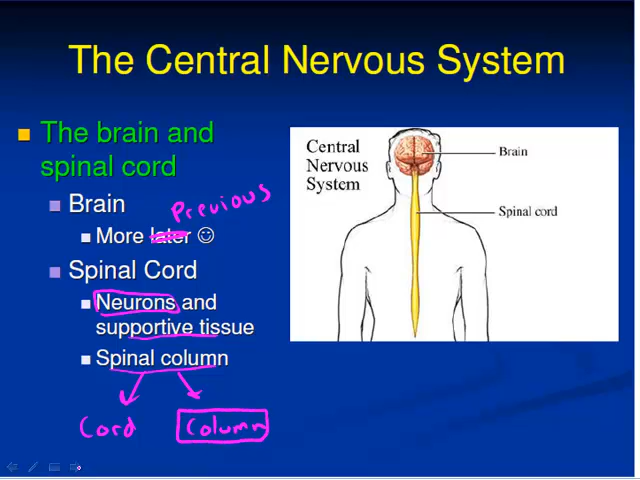 The Central Nervous System
The brain and
spinal cord
Brain
Previous
More later ☺
Spinal Cord
Neurons and
supportive tissue
Spinal column
Cord Column
Central
Nervous
System
Brain
Spinal cord